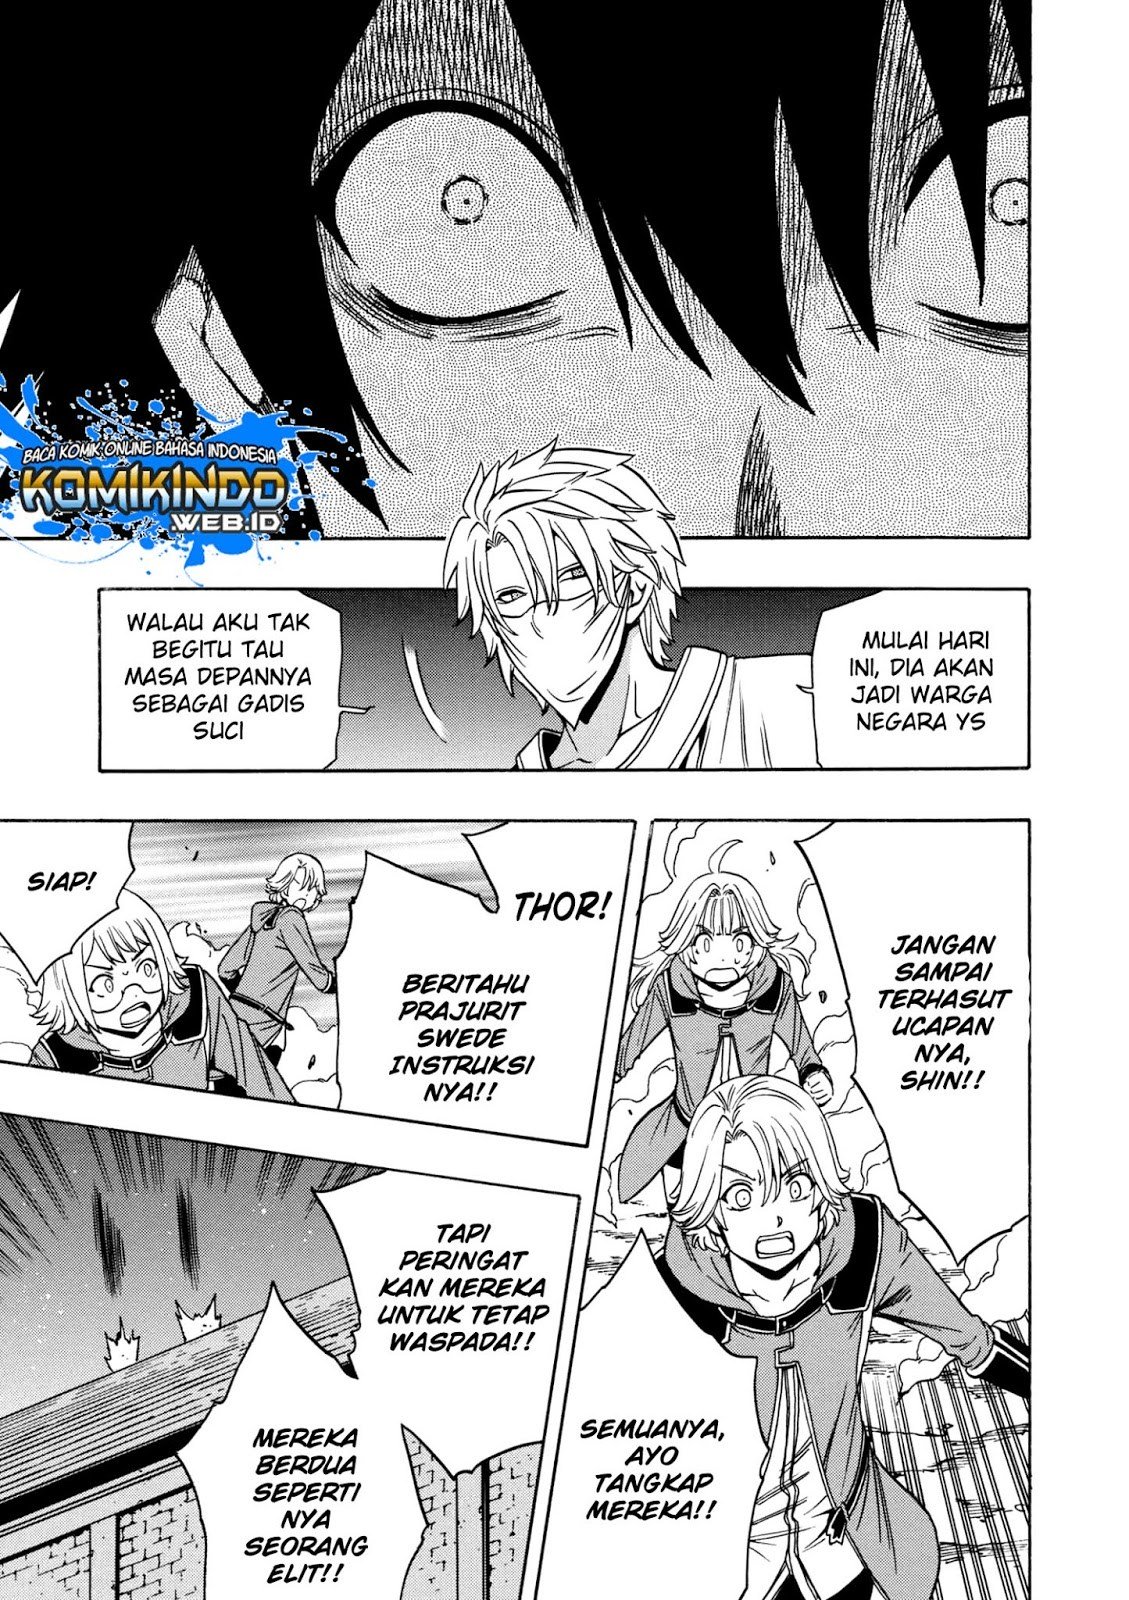 BACA KOMIK ONLINE BAHASA INDONESIA
KOMIKINDO
.WEB.ID
MULAI HARI
INI, DIA AKAN
JADI WARGA
NEGARA YS
WALAU AKU TAK
BEGITU TAU
MASA DEPANNYA
SEBAGAI GADIS
SUCI
JANGAN
SAMPAI
TERHASUT
UCAPAN
NYA,
SHIN!!
SEMUANYA,
AYO
TANGKAP
MEREKA!!
THOR!
BERITAHU
PRAJURIT
SWEDE
INSTRUKSI
NYA!!
SIAP!
TAPI
PERINGAT
KAN MEREKA
UNTUK TETAP
WASPADA!!
MEREKA
BERDUA
SEPERTI
NYA
SEORANG
ELIT!!